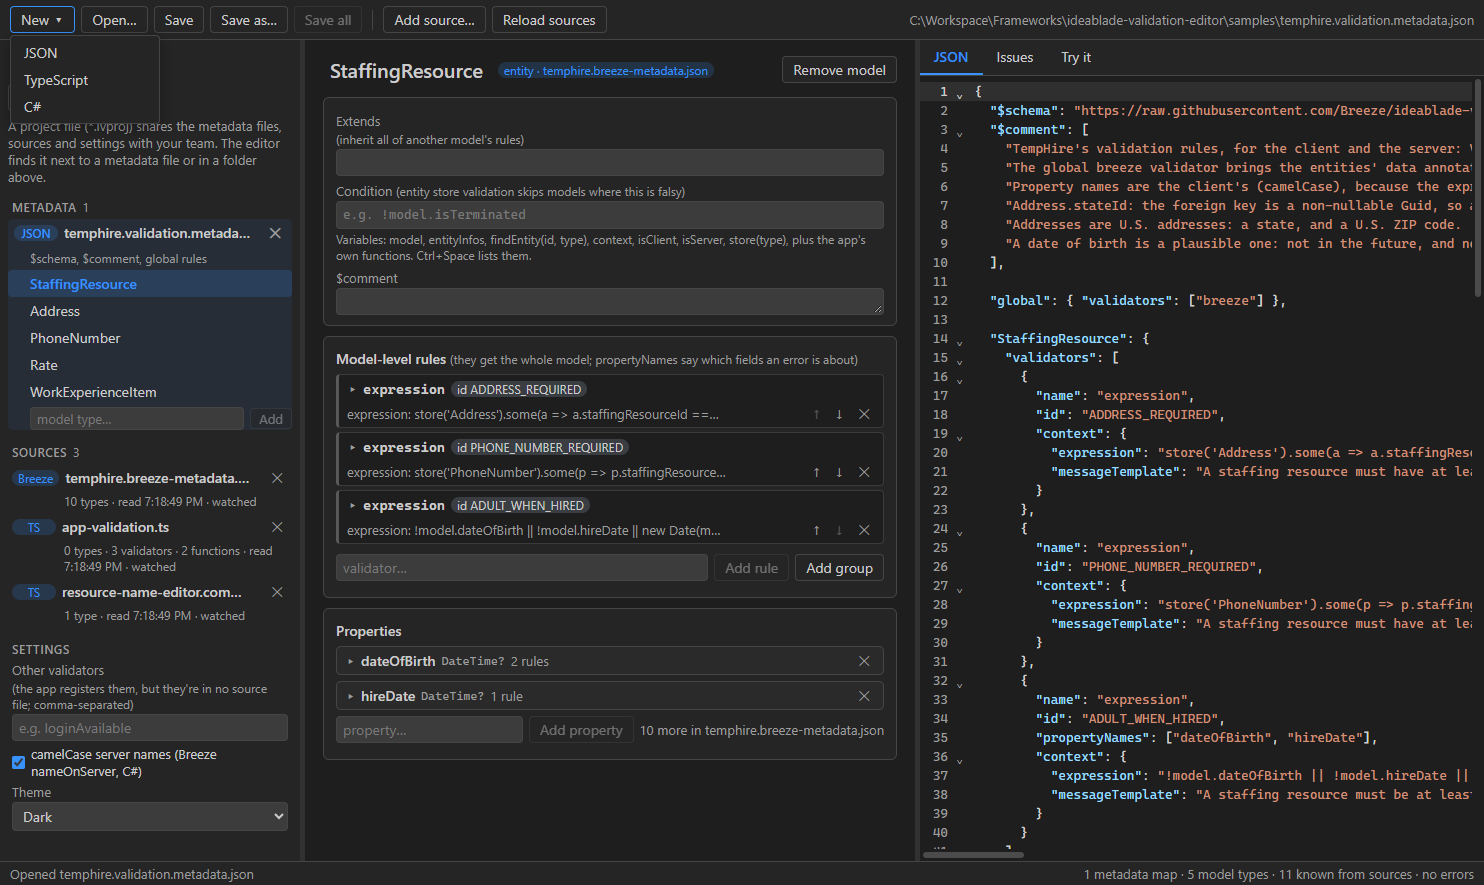 New ▾
Open...
Save
Save as...
Save all
Add source...
Reload sources
C:\Workspace\Frameworks\ideablade-validation-editor\samples\temphire.validation.metadata.json
JSON
TypeScript
C#
A project file (*.ivproj) shares the metadata files,
sources and settings with your team. The editor
finds it next to a metadata file or in a folder
above.
METADATA 1
JSON temphire.validation.metada...
$schema, $comment, global rules
StaffingResource
Address
PhoneNumber
Rate
WorkExperienceItem
model type...
Add
SOURCES 3
Breeze temphire.breeze-metadata....
10 types · read 7:18:49 PM · watched
TS app-validation.ts
0 types · 3 validators · 2 functions · read
7:18:49 PM · watched
TS resource-name-editor.com...
1 type · read 7:18:49 PM · watched
SETTINGS
Other validators
(the app registers them, but they're in no source
file; comma-separated)
e.g. loginAvailable
camelCase server names (Breeze
nameOnServer, C#)
Theme
Dark
StaffingResource
entity · temphire.breeze-metadata.json
Remove model
Extends
(inherit all of another model's rules)
Condition (entity store validation skips models where this is falsy)
e.g. !model.isTerminated
Variables: model, entityInfos, findEntity(id, type), context, isClient, isServer, store(type), plus the app's
own functions. Ctrl+Space lists them.
$comment
Model-level rules (they get the whole model; propertyNames say which fields an error is about)
▸ expression id ADDRESS_REQUIRED
expression: store('Address').some(a => a.staffingResourceId ==... ↑ ↓
▸ expression id PHONE_NUMBER_REQUIRED
expression: store('PhoneNumber').some(p => p.staffingResource... ↑ ↓
▸ expression id ADULT_WHEN_HIRED
expression: !model.dateOfBirth || !model.hireDate || new Date(m... ↑ ↓
validator...
Add rule
Add group
Properties
▸ dateOfBirth DateTime? 2 rules
▸ hireDate DateTime? 1 rule
property...
Add property
10 more in temphire.breeze-metadata.json
JSON
Issues
Try it
1 {
2 "$schema": "https://raw.githubusercontent.com/Breeze/ideablade-
3 "$comment": [
4 "TempHire's validation rules, for the client and the server:
5 "The global breeze validator brings the entities' data annota
6 "Property names are the client's (camelCase), because the exp
7 "Address.stateId: the foreign key is a non-nullable Guid, so a
8 "Addresses are U.S. addresses: a state, and a U.S. ZIP code.
9 "A date of birth is a plausible one: not in the future, and no
10 ],
11
12 "global": { "validators": ["breeze"] },
13
14 "StaffingResource": {
15 "validators": [
16 {
17 "name": "expression",
18 "id": "ADDRESS_REQUIRED",
19 "context": {
20 "expression": "store('Address').some(a => a.staffingReso
21 "messageTemplate": "A staffing resource must have at lea
22 }
23 },
24 {
25 "name": "expression",
26 "id": "PHONE_NUMBER_REQUIRED",
27 "context": {
28 "expression": "store('PhoneNumber').some(p => p.staffing
29 "messageTemplate": "A staffing resource must have at lea
30 }
31 },
32 {
33 "name": "expression",
34 "id": "ADULT_WHEN_HIRED",
35 "propertyNames": ["dateOfBirth", "hireDate"],
36 "context": {
37 "expression": "!model.dateOfBirth || !model.hireDate ||
38 "messageTemplate": "A staffing resource must be at leas
39 }
40 }
Opened temphire.validation.metadata.json
1 metadata map · 5 model types · 11 known from sources · no errors